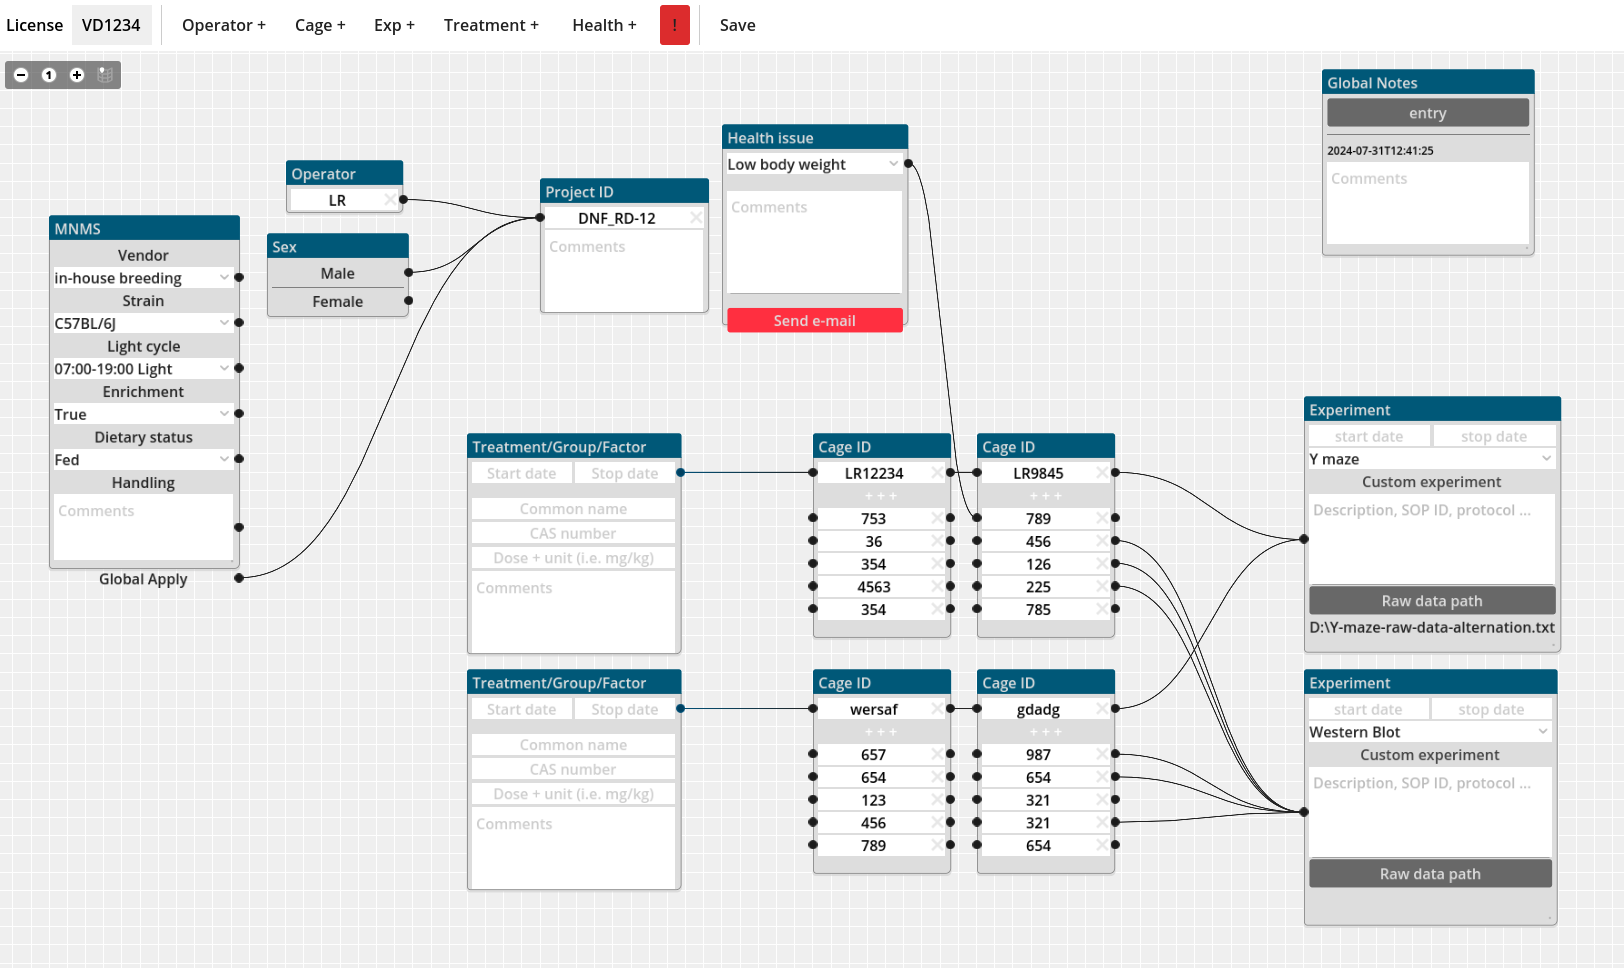 License VD1234 Operator + Cage + Exp + Treatment + Health + ! Save
1
Global Notes
entry
2024-07-31T12:41:25
Comments
Health issue
Low body weight
Comments
Send e-mail
Operator
LR
Project ID
DNF_RD-12
Comments
MNMS
Vendor
in-house breeding
Strain
C57BL/6J
Light cycle
07:00-19:00 Light
Enrichment
True
Dietary status
Fed
Handling
Comments
Global Apply
Sex
Male
Female
Treatment/Group/Factor
Start date Stop date
Common name
CAS number
Dose + unit (i.e. mg/kg)
Comments
Cage ID
LR12234
+ + +
753
36
354
4563
354
Cage ID
LR9845
+ + +
789
456
126
225
785
Experiment
start date stop date
Y maze
Custom experiment
Description, SOP ID, protocol ...
Raw data path
D:\Y-maze-raw-data-alternation.txt
Treatment/Group/Factor
Start date Stop date
Common name
CAS number
Dose + unit (i.e. mg/kg)
Comments
Cage ID
wersaf
+ + +
657
654
123
456
789
Cage ID
gdadg
+ + +
987
654
321
321
654
Experiment
start date stop date
Western Blot
Custom experiment
Description, SOP ID, protocol ...
Raw data path